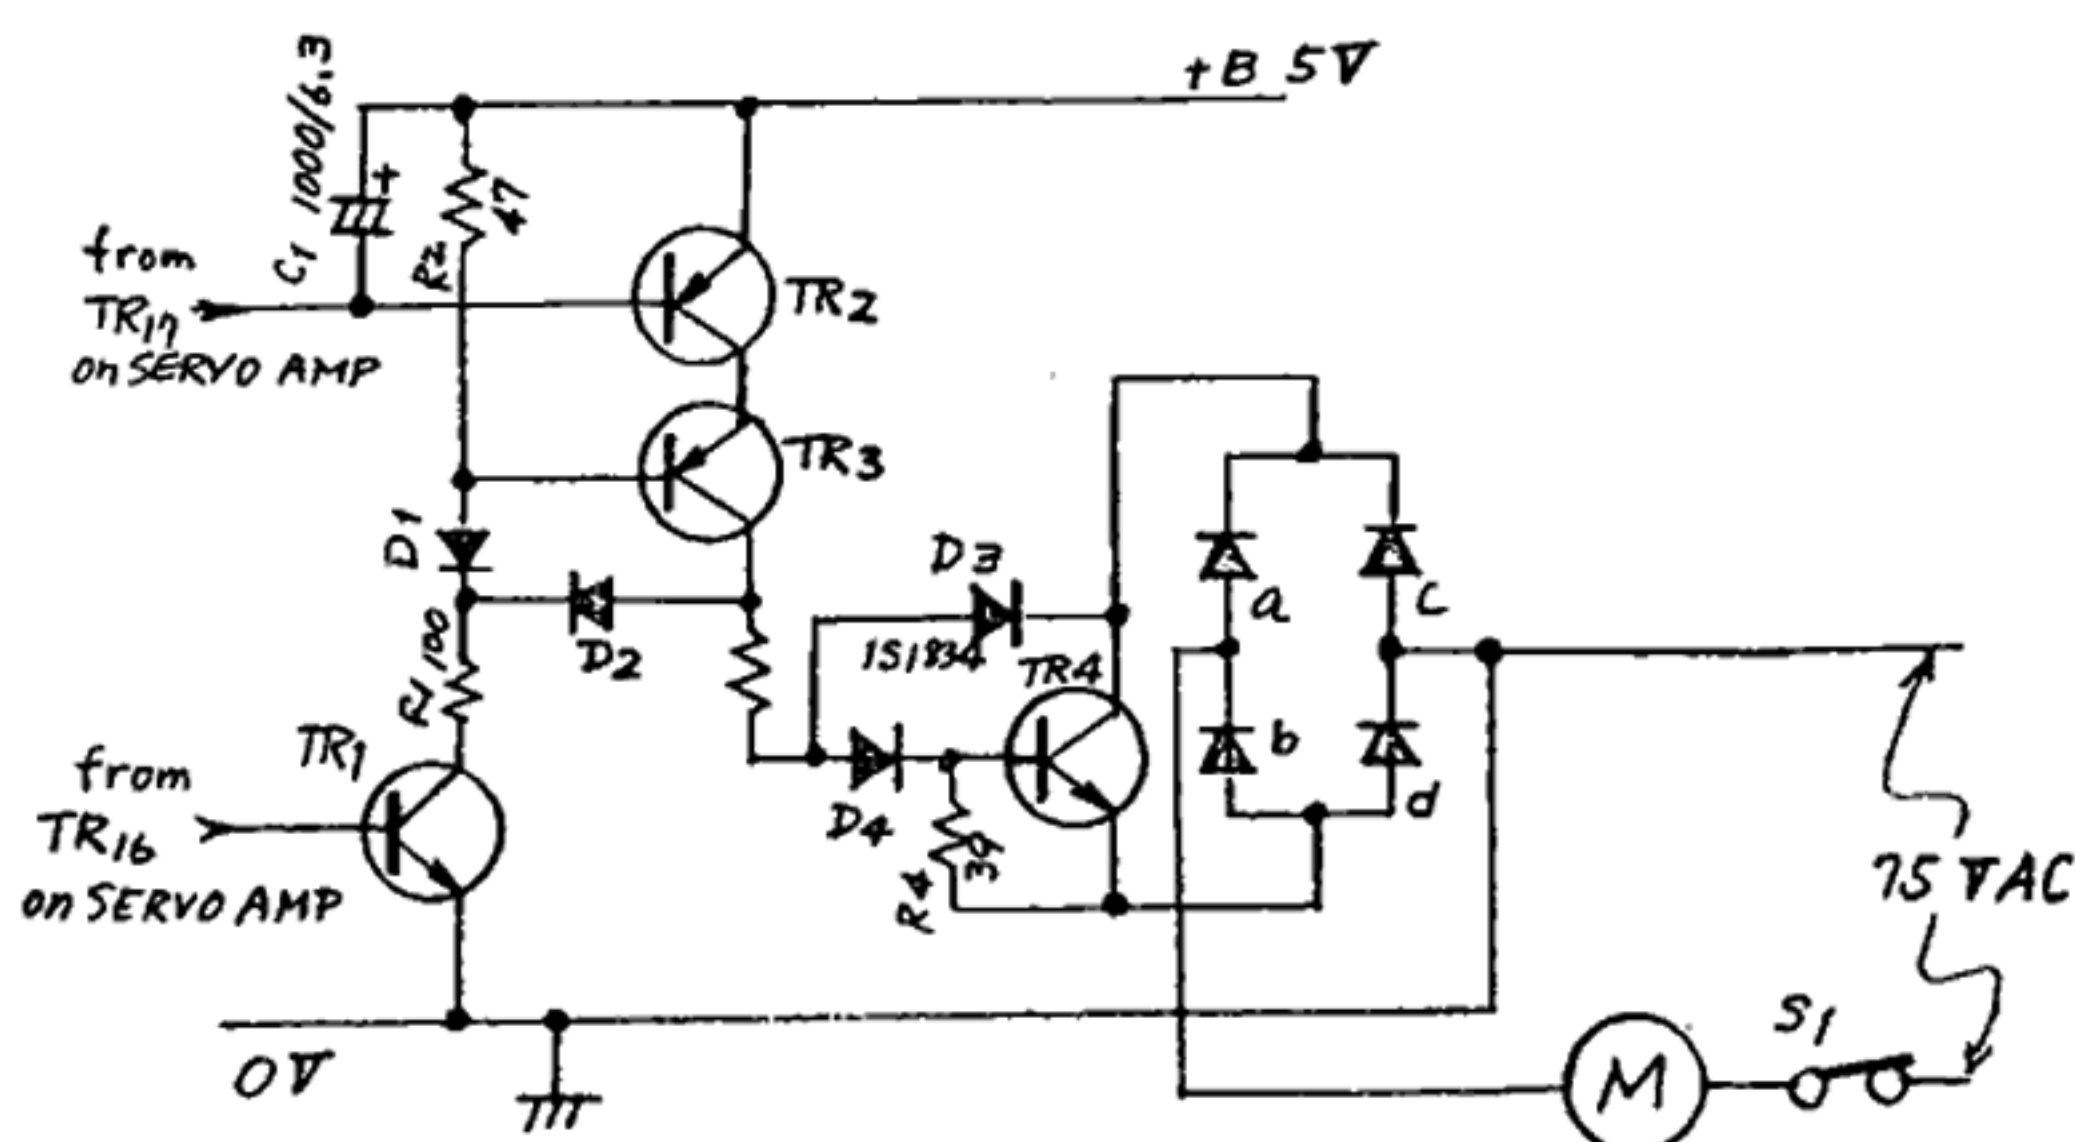 +B 5V
C1 1000/6.3
+
R2 47
from
TR17
on SERVO AMP
TR2
TR3
D1
D2
D3
1S1834
TR4
a
c
b
d
R1 100
TR1
from
TR16
on SERVO AMP
D4
R4 39
75 VAC
0V
M
S1